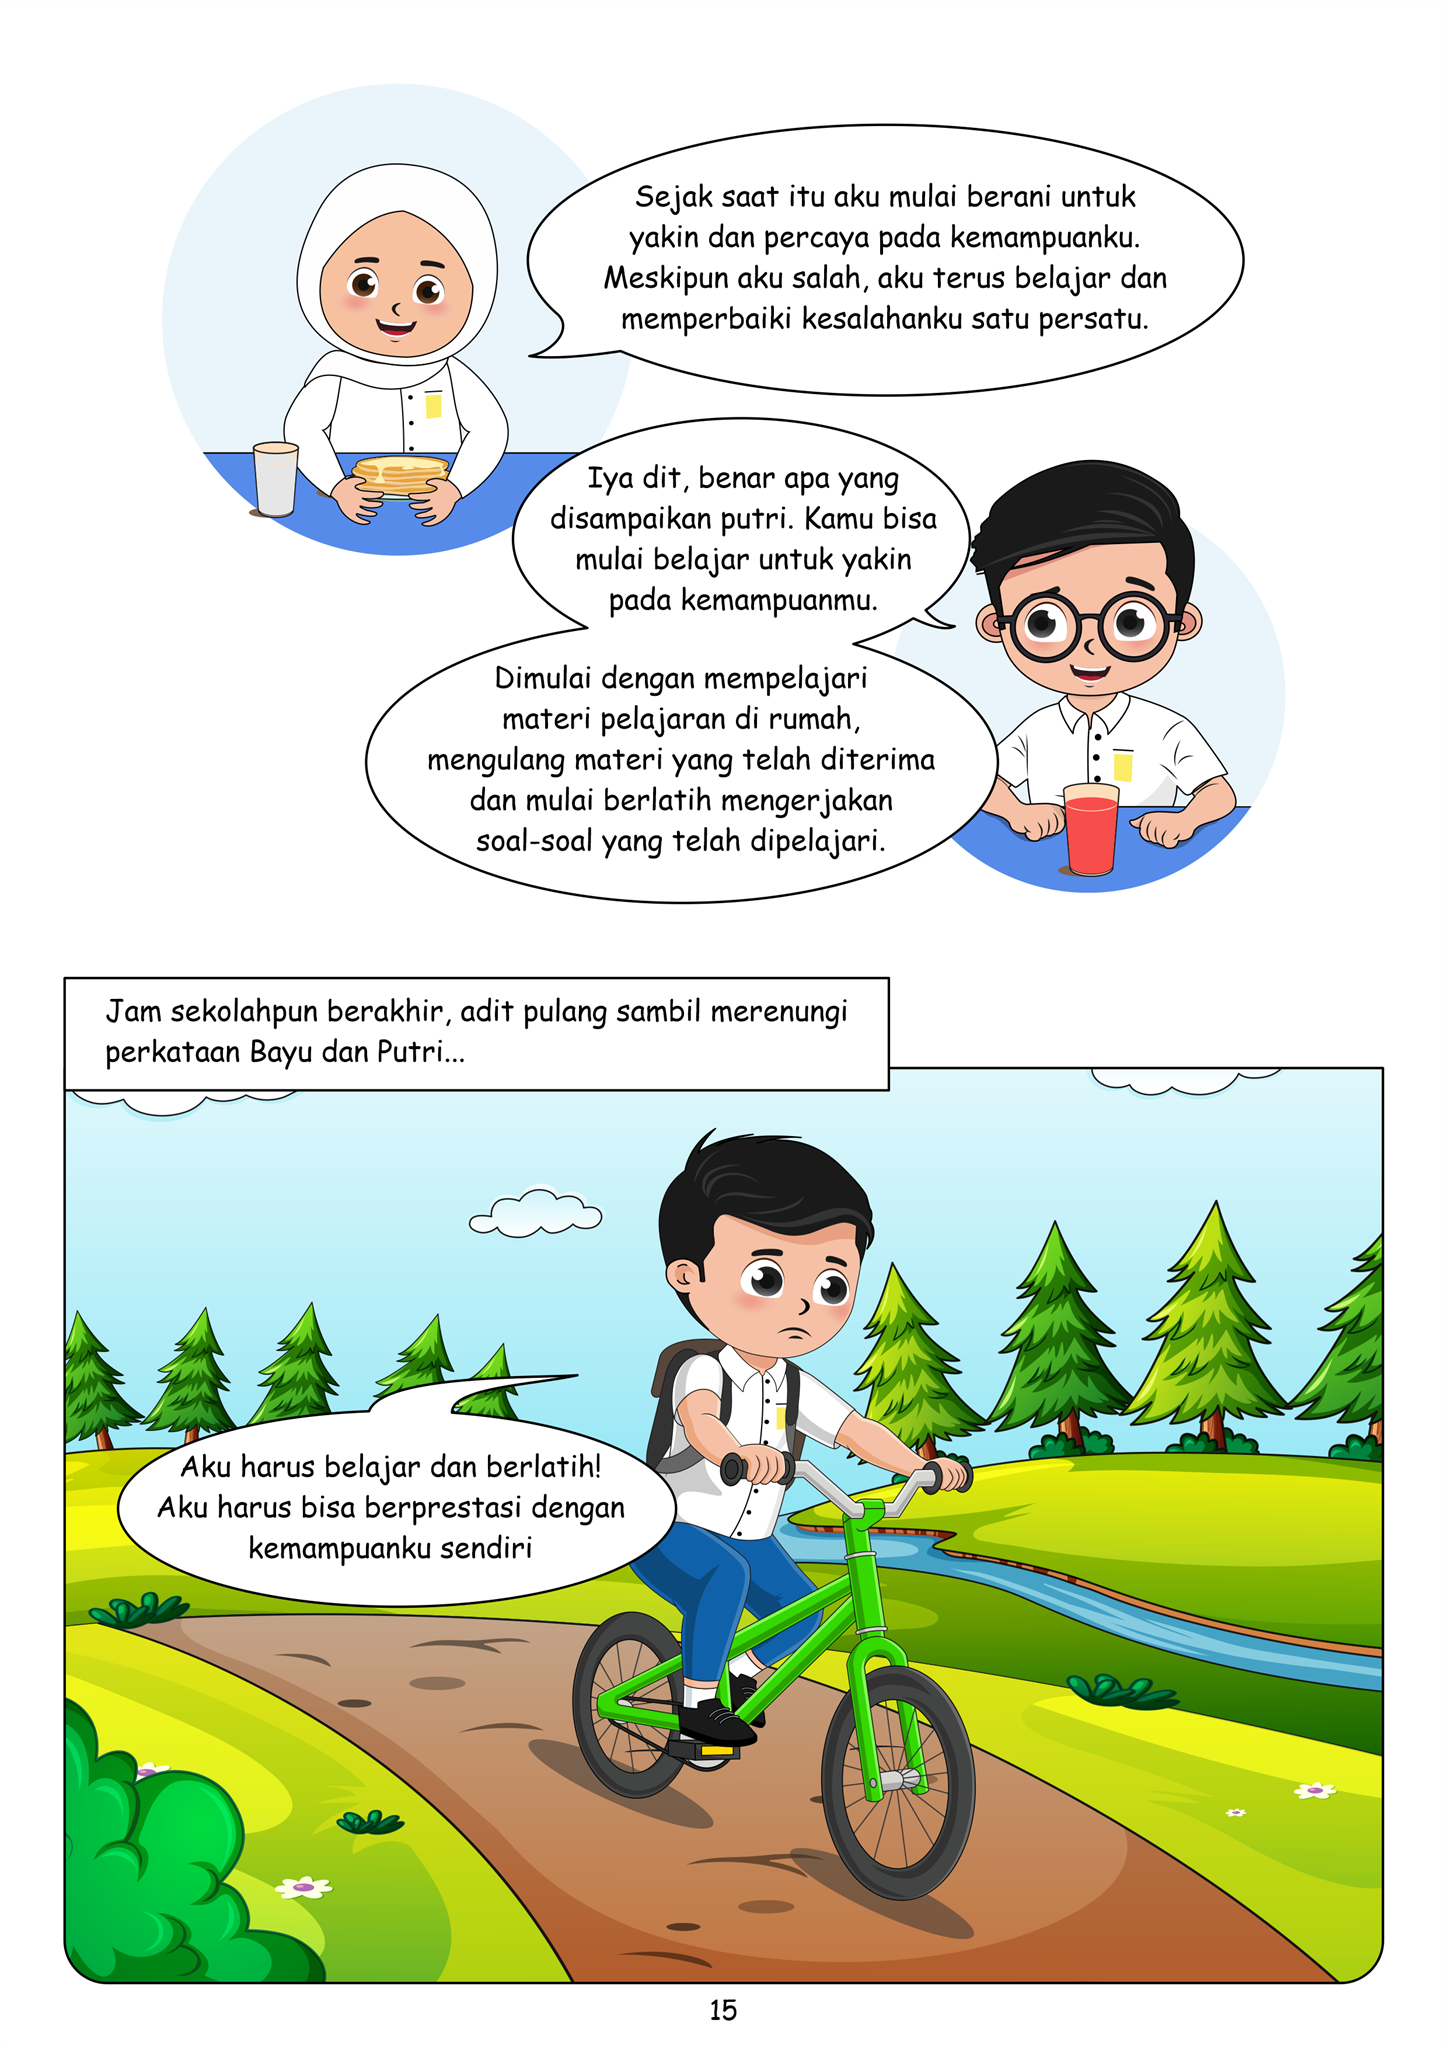 Sejak saat itu aku mulai berani untuk
yakin dan percaya pada kemampuanku.
Meskipun aku salah, aku terus belajar dan
memperbaiki kesalahanku satu persatu.
Iya dit, benar apa yang
disampaikan putri. Kamu bisa
mulai belajar untuk yakin
pada kemampuanmu.
Dimulai dengan mempelajari
materi pelajaran di rumah,
mengulang materi yang telah diterima
dan mulai berlatih mengerjakan
soal-soal yang telah dipelajari.
Jam sekolahpun berakhir, adit pulang sambil merenungi
perkataan Bayu dan Putri...
Aku harus belajar dan berlatih!
Aku harus bisa berprestasi dengan
kemampuanku sendiri
15